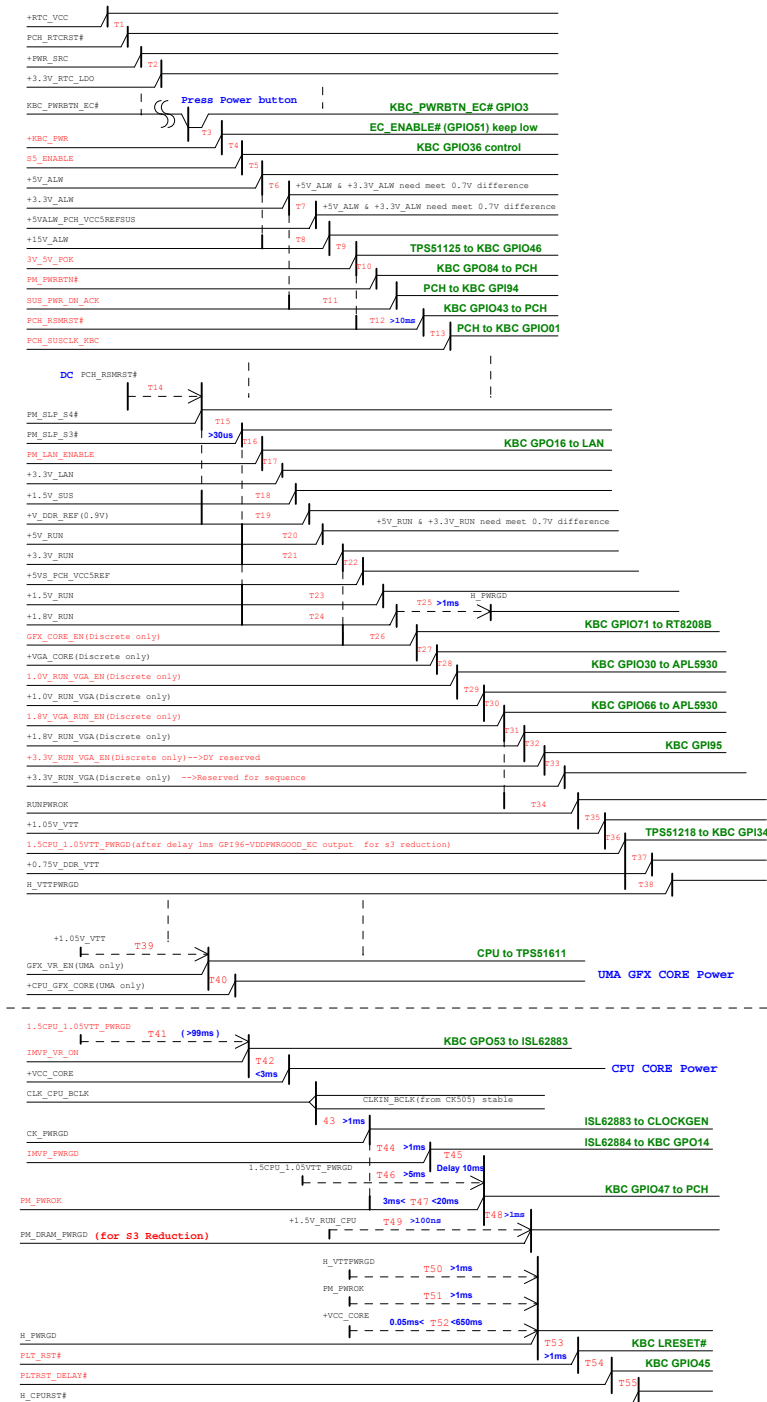 +RTC_VCC
T1
PCH_RTCRST#
+PWR_SRC
T2
+3.3V_RTC_LDO
Press Power button
KBC_PWRBTN_EC#
KBC_PWRBTN_EC# GPIO3
T3
EC_ENABLE# (GPIO51) keep low
+KBC_PWR
T4
KBC GPIO36 control
S5_ENABLE
T5
+5V_ALW
T6
+5V_ALW & +3.3V_ALW need meet 0.7V difference
+3.3V_ALW
T7
+5V_ALW & +3.3V_ALW need meet 0.7V difference
+5VALW_PCH_VCC5REFSUS
+15V_ALW
T8
T9
TPS51125 to KBC GPIO46
3V_5V_POK
T10
KBC GPO84 to PCH
PM_PWRBTN#
PCH to KBC GPI94
SUS_PWR_DN_ACK
T11
KBC GPIO43 to PCH
PCH_RSMRST#
T12 >10ms
T13
PCH to KBC GPIO01
PCH_SUSCLK_KBC
DC PCH_RSMRST#
T14
PM_SLP_S4#
T15
PM_SLP_S3#
>30us
T16
KBC GPO16 to LAN
PM_LAN_ENABLE
T17
+3.3V_LAN
+1.5V_SUS
T18
+V_DDR_REF(0.9V)
T19
+5V_RUN & +3.3V_RUN need meet 0.7V difference
+5V_RUN
T20
+3.3V_RUN
T21
T22
+5VS_PCH_VCC5REF
+1.5V_RUN
T23
T25 >1ms
H_PWRGD
+1.8V_RUN
T24
KBC GPIO71 to RT8208B
GFX_CORE_EN(Discrete only)
T26
+VGA_CORE(Discrete only)
T27
T28
KBC GPIO30 to APL5930
1.0V_RUN_VGA_EN(Discrete only)
T29
+1.0V_RUN_VGA(Discrete only)
T30
KBC GPIO66 to APL5930
1.8V_VGA_RUN_EN(Discrete only)
T31
+1.8V_RUN_VGA(Discrete only)
T32
KBC GPI95
+3.3V_RUN_VGA_EN(Discrete only)-->DY reserved
T33
+3.3V_RUN_VGA(Discrete only) -->Reserved for sequence
RUNPWROK
T34
+1.05V_VTT
T35
TPS51218 to KBC GPI34
1.5CPU_1.05VTT_PWRGD(after delay 1ms GPI96-VDDPWRGOOD_EC output for s3 reduction)
T36
+0.75V_DDR_VTT
T37
H_VTTPWRGD
T38
+1.05V_VTT
T39
CPU to TPS51611
GFX_VR_EN(UMA only)
T40
UMA GFX CORE Power
+CPU_GFX_CORE(UMA only)
1.5CPU_1.05VTT_PWRGD
T41 ( >99ms )
KBC GPO53 to ISL62883
IMVP_VR_ON
T42
+VCC_CORE
<3ms
CPU CORE Power
CLK_CPU_BCLK
CLKIN_BCLK(from CK505) stable
43 >1ms
ISL62883 to CLOCKGEN
CK_PWRGD
T44 >1ms
ISL62884 to KBC GPO14
IMVP_PWRGD
T45
1.5CPU_1.05VTT_PWRGD
Delay 10ms
T46 >5ms
KBC GPIO47 to PCH
PM_PWROK
3ms< T47 <20ms
T48 >1ms
+1.5V_RUN_CPU
T49 >100ns
PM_DRAM_PWRGD (for S3 Reduction)
H_VTTPWRGD
T50 >1ms
PM_PWROK
T51 >1ms
+VCC_CORE
0.05ms< T52 <650ms
H_PWRGD
T53
KBC LRESET#
PLT_RST#
>1ms
T54
KBC GPIO45
PLTRST_DELAY#
T55
H_CPURST#